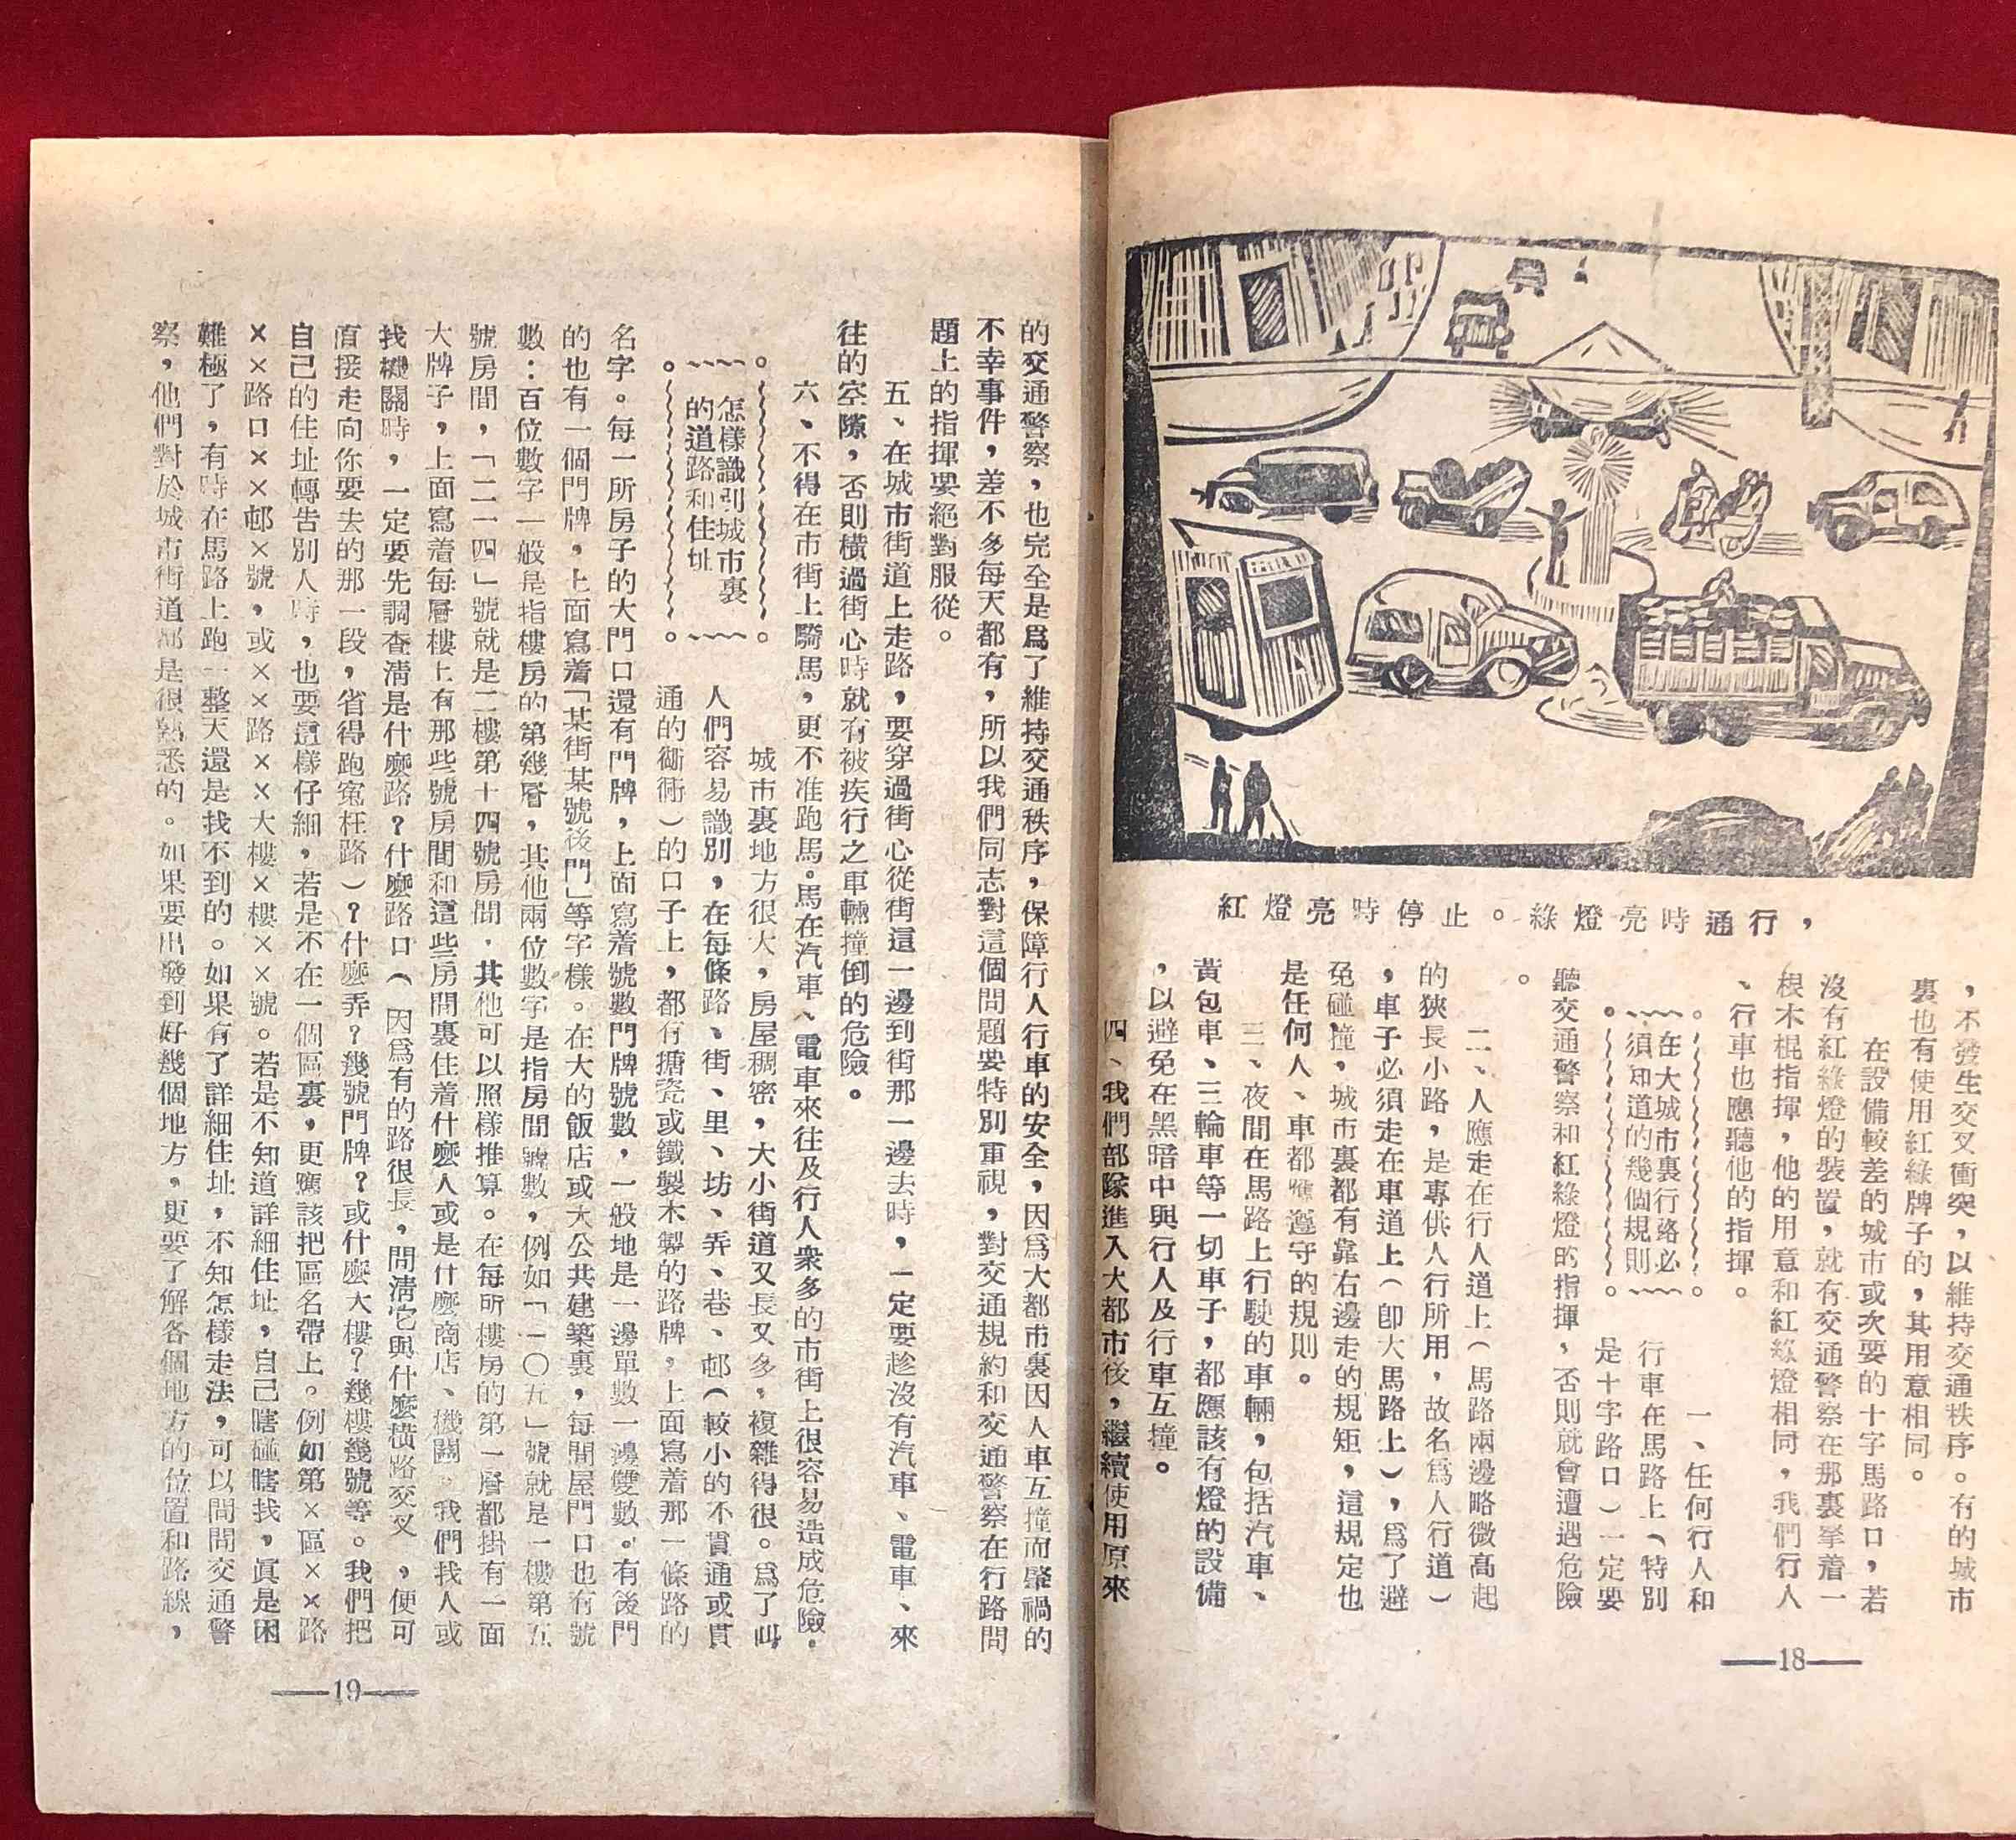 紅燈亮時停止。綠燈亮時通行，
，不發生交叉衝突，以維持交通秩序。有的城市
裏也有使用紅綠牌子的，其用意相同。
在設備較差的城市或次要的十字馬路口，若
沒有紅綠燈的裝置，就有交通警察在那裏拏着一
根木棍指揮，他的用意和紅綠燈相同，我們行人
、行車也應聽他的指揮。
在大城市裏行路必
須知道的幾個規則
一、任何行人和
行車在馬路上（特別
是十字路口）一定要
聽交通警察和紅綠燈的指揮，否則就會遭遇危險
。
二、人應走在行人道上（馬路兩邊略微高起
的狹長小路，是專供人行所用，故名爲人行道）
，車子必須走在車道上（卽大馬路上），爲了避
免碰撞，城市裏都有靠右邊走的規矩，這規定也
是任何人、車都應遵守的規則。
三、夜間在馬路上行駛的車輛，包括汽車、
黃包車、三輪車等一切車子，都應該有燈的設備
，以避免在黑暗中與行人及行車互撞。
四、我們部隊進入大都市後，繼續使用原來
—18—
的交通警察，也完全是爲了維持交通秩序，保障行人行車的安全，因爲大都市裏因人車互撞而釀禍的
不幸事件，差不多每天都有，所以我們同志對這個問題要特別重視，對交通規約和交通警察在行路問
題上的指揮要絕對服從。
五、在城市街道上走路，要穿過街心從街這一邊到街那一邊去時，一定要趁沒有汽車、電車、來
往的空隙，否則橫過街心時就有被疾行之車輛撞倒的危險。
六、不得在市街上騎馬，更不准跑馬。馬在汽車、電車來往及行人衆多的市街上很容易造成危險。
怎樣識別城市裏
的道路和住址
城市裏地方很大，房屋稠密，大小街道又長又多，複雜得很。爲了叫
人們容易識別，在每條路、街、里、坊、弄、巷、邨（較小的不貫通或貫
通的衚衕）的口子上，都有搪瓷或鐵製木製的路牌，上面寫着那一條路的
名字。每一所房子的大門口還有門牌，上面寫着號數門牌號數，一般地是一邊單數一邊雙數。有後門
的也有一個門牌，上面寫着「某街某號後門」等字樣。在大的飯店或大公共建築裏，每間屋門口也有號
數：百位數字一般是指樓房的第幾層，其他兩位數字是指房間號數，例如「一〇五」號就是一樓第五
號房間，「二一四」號就是二樓第十四號房間．其他可以照樣推算。在每所樓房的第一層都掛有一面
大牌子，上面寫着每層樓上有那些號房間和這些房間裏住着什麼人或是什麼商店、機關。我們找人或
找機關時，一定要先調查清是什麼路？什麼路口（因爲有的路很長，問清它與什麼橫路交叉，便可
直接走向你要去的那一段，省得跑寃枉路）？什麼弄？幾號門牌？或什麼大樓？幾樓幾號等。我們把
自己的住址轉告別人時，也要這樣仔細，若是不在一個區裏，更應該把區名帶上。例如第×區××路
××路口××邨×號，或×××路××大樓×樓××號。若是不知道詳細住址，自己瞎碰瞎找，眞是困
難極了，有時在馬路上跑一整天還是找不到的。如果有了詳細住址，不知怎樣走法，可以問問交通警
察，他們對於城市街道都是很熟悉的。如果要出發到好幾個地方，更要了解各個地方的位置和路線，
—19—